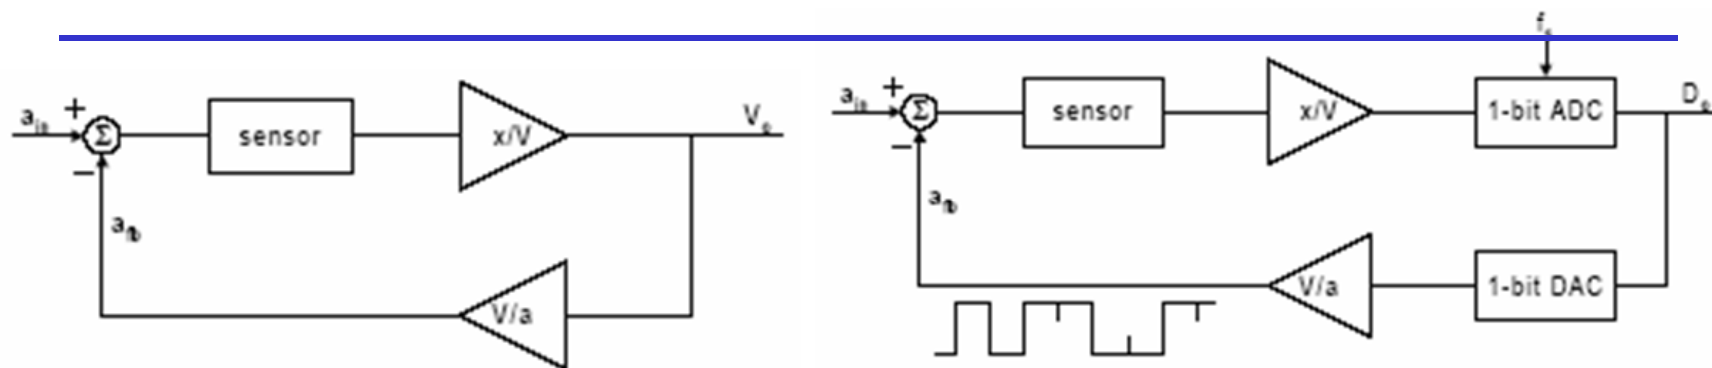 a_in + Σ − sensor x/V V_o
a_fb
V/a
f_s
a_in + Σ − sensor x/V 1-bit ADC D_o
a_fb
V/a 1-bit DAC